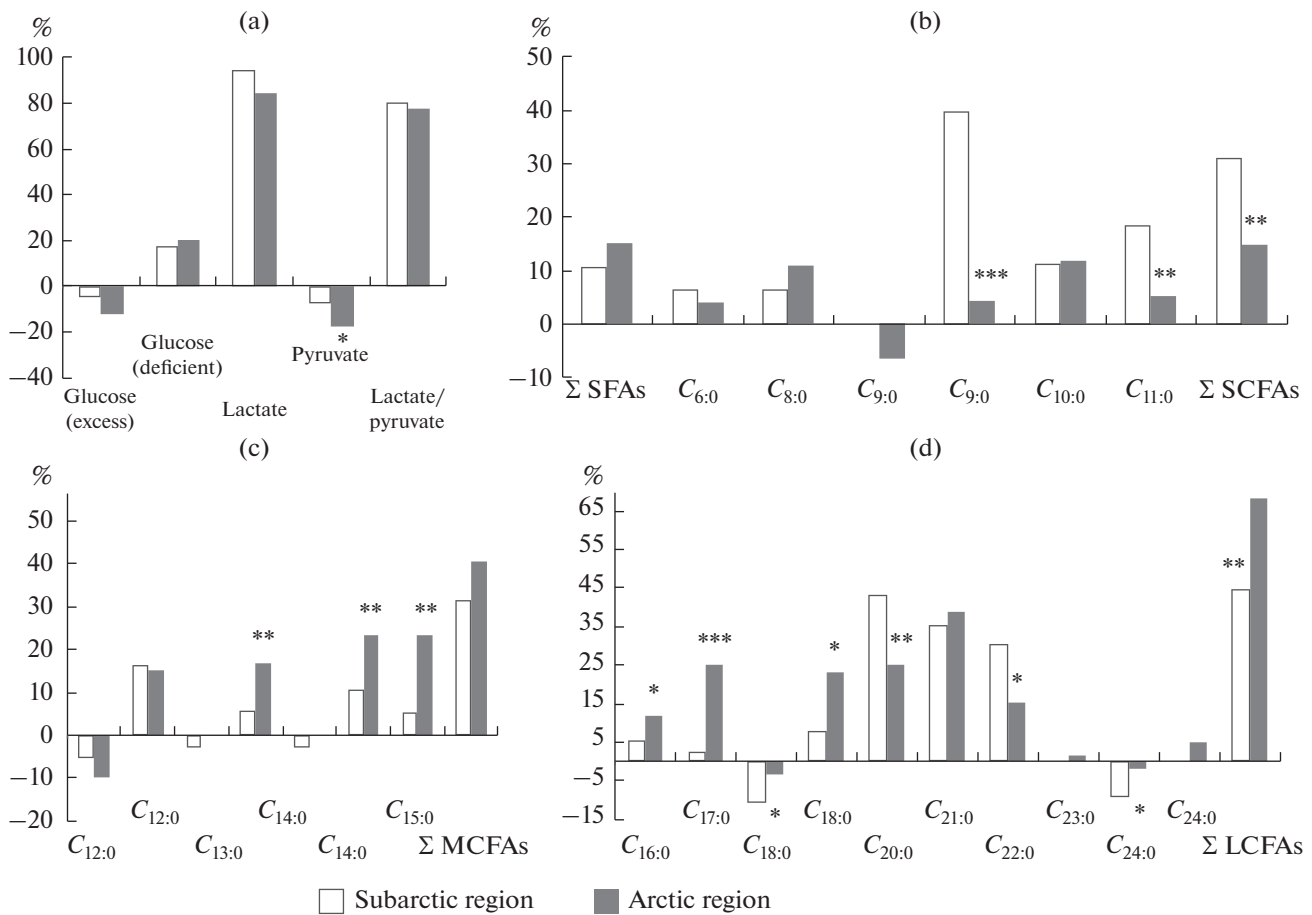 (a)
%
100
80
60
40
20
0
−20
−40
Glucose
(excess)
Glucose
(deficient)
Lactate
*
Pyruvate
Lactate/
pyruvate
(b)
%
50
40
30
20
10
0
−10
***
**
**
Σ SFAs C6:0 C8:0 C9:0 C9:0 C10:0 C11:0 Σ SCFAs
(c)
%
50
40
30
20
10
0
−10
−20
** ** **
C12:0 C14:0 C15:0
C12:0 C13:0 C14:0 Σ MCFAs
(d)
%
65
55
45
35
25
15
5
−5
−15
* *** * * ** * * **
C17:0 C18:0 C21:0 C23:0 C24:0
C16:0 C18:0 C20:0 C22:0 C24:0 Σ LCFAs
Subarctic region Arctic region